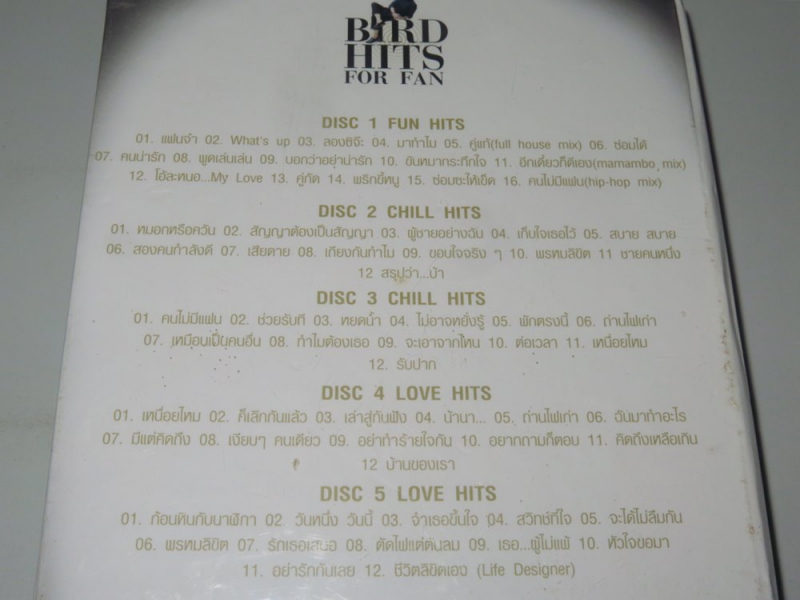 BIRD
HITS
FOR FAN
DISC 1 FUN HITS
01. แฟนจ๋า 02. What's up 03. ลองซิจ๊ะ 04. มาทำไม 05. คู่แท้(full house mix) 06. ซ่อมได้
07. คนน่ารัก 08. พูดเล่นเล่น 09. บอกว่าอย่าน่ารัก 10. จับหมากระทึกใจ 11. อีกเดี๋ยวก็ดีเอง(mamambo mix)
12. โอ้ละหนอ...My Love 13. คู่กัด 14. พริกขี้หนู 15. ซ่อมซะให้เข็ด 16. คนไม่มีแฟน(hip-hop mix)
DISC 2 CHILL HITS
01. หมอกหรือควัน 02. สัญญาต้องเป็นสัญญา 03. ผู้ชายอย่างฉัน 04. เก็บใจเธอไว้ 05. สบาย สบาย
06. สองคนกำลังดี 07. เสียดาย 08. เถียงกันทำไม 09. ขอบใจจริง ๆ 10. พรหมลิขิต 11 ชายคนหนึ่ง
12 สรุปว่า...บ้า
DISC 3 CHILL HITS
01. คนไม่มีแฟน 02. ช่วยรับที 03. หยดน้ำ 04. ไม่อาจหยั่งรู้ 05. พักตรงนี้ 06. ถ่านไฟเก่า
07. เหมือนเป็นคนอื่น 08. ทำไมต้องเธอ 09. จะเอาจากไหน 10. ต่อเวลา 11. เหนื่อยไหม
12. รับปาก
DISC 4 LOVE HITS
01. เหนื่อยไหม 02. ก็เลิกกันแล้ว 03. เล่าสู่กันฟัง 04. น้ำนา... 05. ถ่านไฟเก่า 06. ฉันมาทำอะไร
07. มีแต่คิดถึง 08. เงียบๆ คนเดียว 09. อย่าทำร้ายใจกัน 10. อยากถามก็ตอบ 11. คิดถึงเหลือเกิน
12 บ้านของเรา
DISC 5 LOVE HITS
01. ก้อนหินกับนาฬิกา 02. วันหนึ่ง วันนี้ 03. จำเธอขึ้นใจ 04. สวิทซ์ที่ใจ 05. จะได้ไม่ลืมกัน
06. พรหมลิขิต 07. รักเธอเสมอ 08. ตัดไฟแต่ต้นลม 09. เธอ...ผู้ไม่แพ้ 10. หัวใจขอมา
11. อย่ารักกันเลย 12. ชีวิตลิขิตเอง (Life Designer)